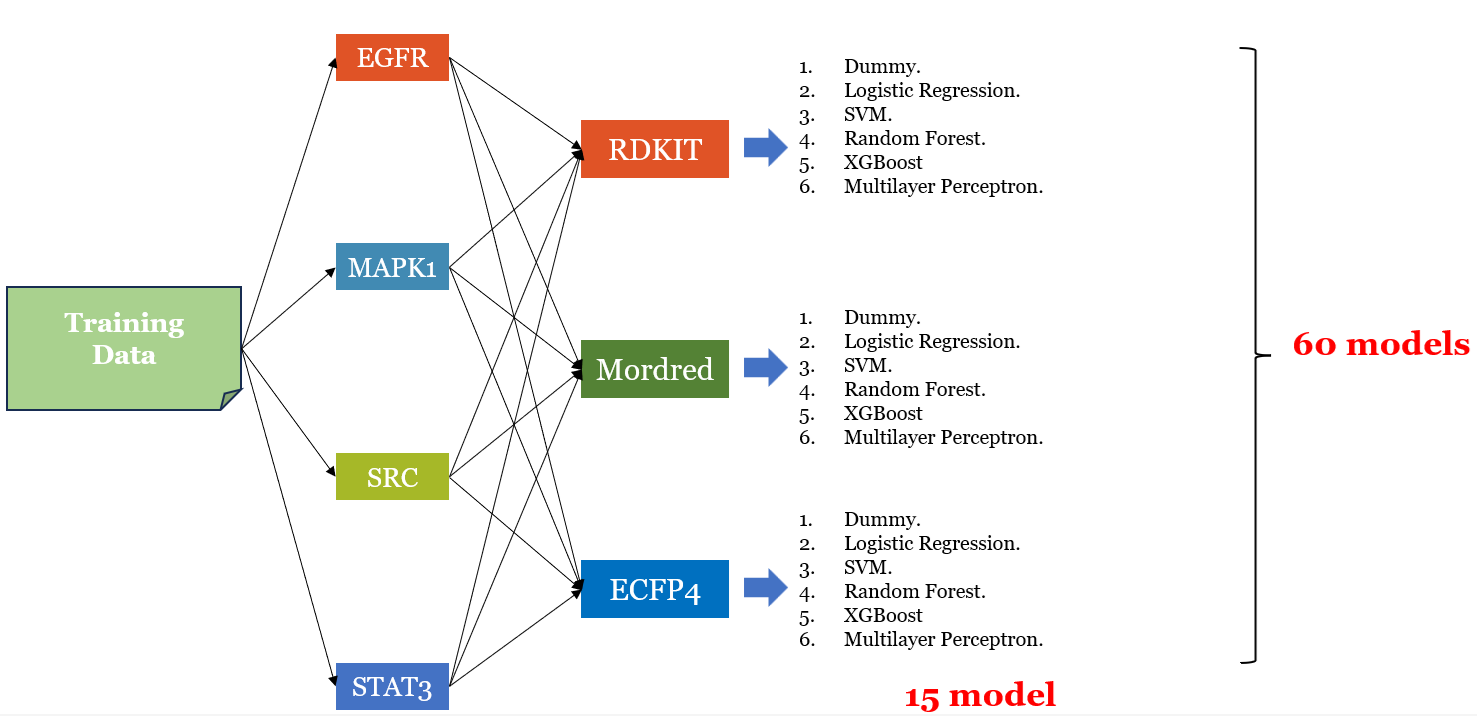 Training
Data
EGFR
MAPK1
SRC
STAT3
RDKIT
Mordred
ECFP4
1. Dummy.
2. Logistic Regression.
3. SVM.
4. Random Forest.
5. XGBoost
6. Multilayer Perceptron.
1. Dummy.
2. Logistic Regression.
3. SVM.
4. Random Forest.
5. XGBoost
6. Multilayer Perceptron.
1. Dummy.
2. Logistic Regression.
3. SVM.
4. Random Forest.
5. XGBoost
6. Multilayer Perceptron.
15 model
60 models